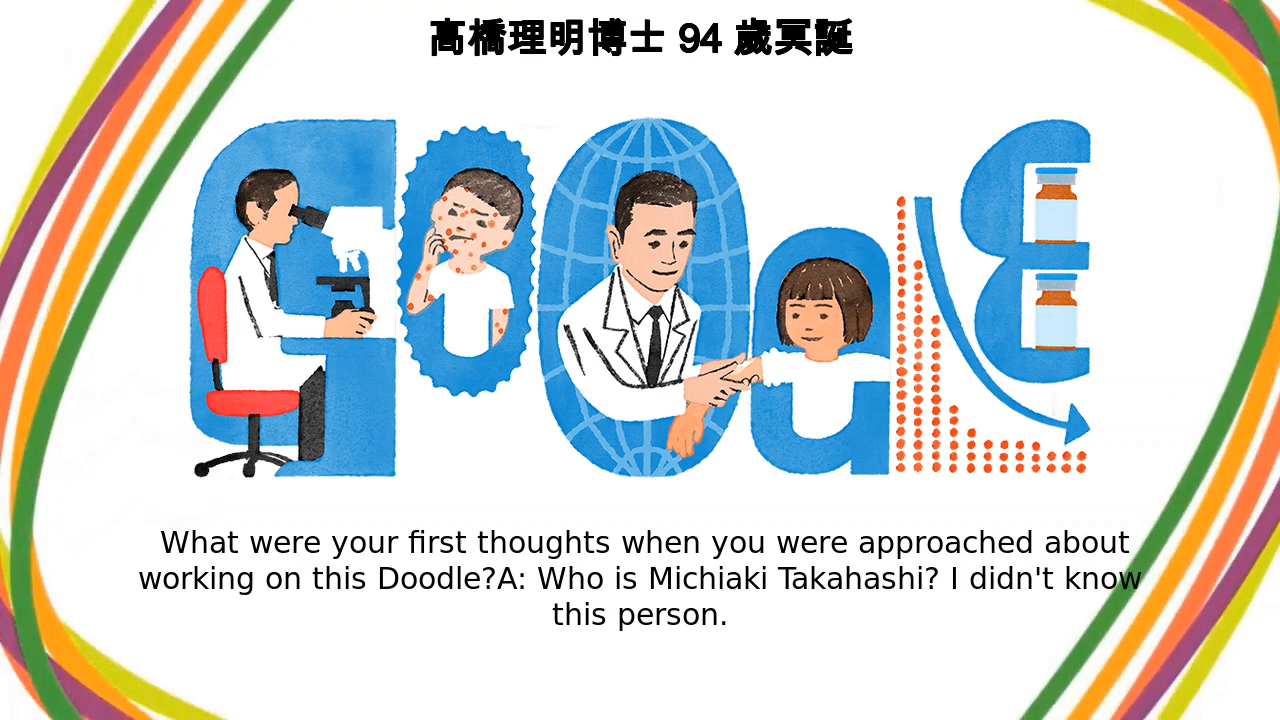 高橋理明博士 94 歲冥誕
Google
What were your first thoughts when you were approached about
working on this Doodle?A: Who is Michiaki Takahashi? I didn't know
this person.